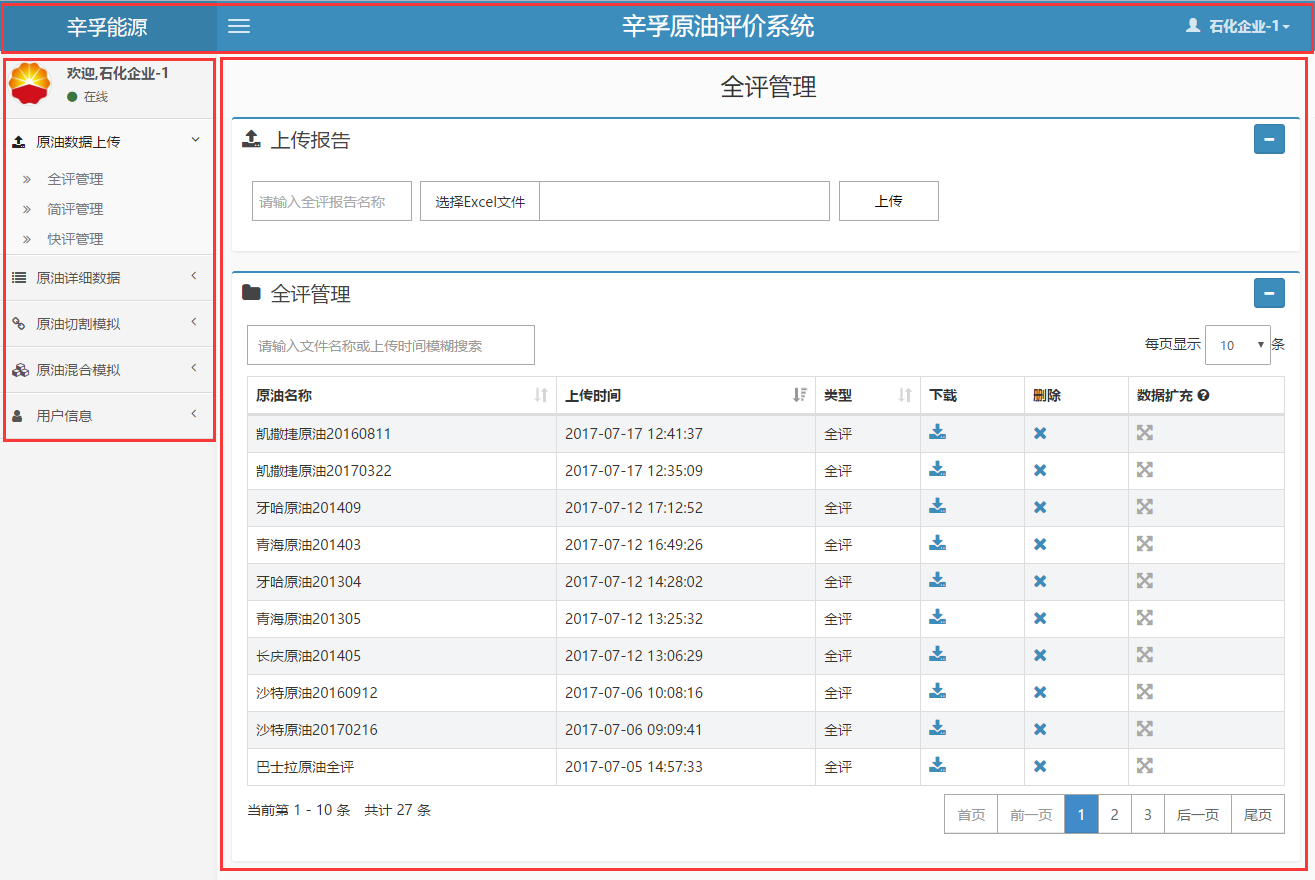 辛孚能源
辛孚原油评价系统
石化企业-1
欢迎,石化企业-1
在线
原油数据上传
全评管理
简评管理
快评管理
原油详细数据
原油切割模拟
原油混合模拟
用户信息
全评管理
上传报告
请输入全评报告名称 选择Excel文件 上传
全评管理
请输入文件名称或上传时间模糊搜索 每页显示 10 条
原油名称 上传时间 类型 下载 删除 数据扩充
凯撒捷原油20160811 2017-07-17 12:41:37 全评
凯撒捷原油20170322 2017-07-17 12:35:09 全评
牙哈原油201409 2017-07-12 17:12:52 全评
青海原油201403 2017-07-12 16:49:26 全评
牙哈原油201304 2017-07-12 14:28:02 全评
青海原油201305 2017-07-12 13:25:32 全评
长庆原油201405 2017-07-12 13:06:29 全评
沙特原油20160912 2017-07-06 10:08:16 全评
沙特原油20170216 2017-07-06 09:09:41 全评
巴士拉原油全评 2017-07-05 14:57:33 全评
当前第 1 - 10 条 共计 27 条 首页 前一页 1 2 3 后一页 尾页